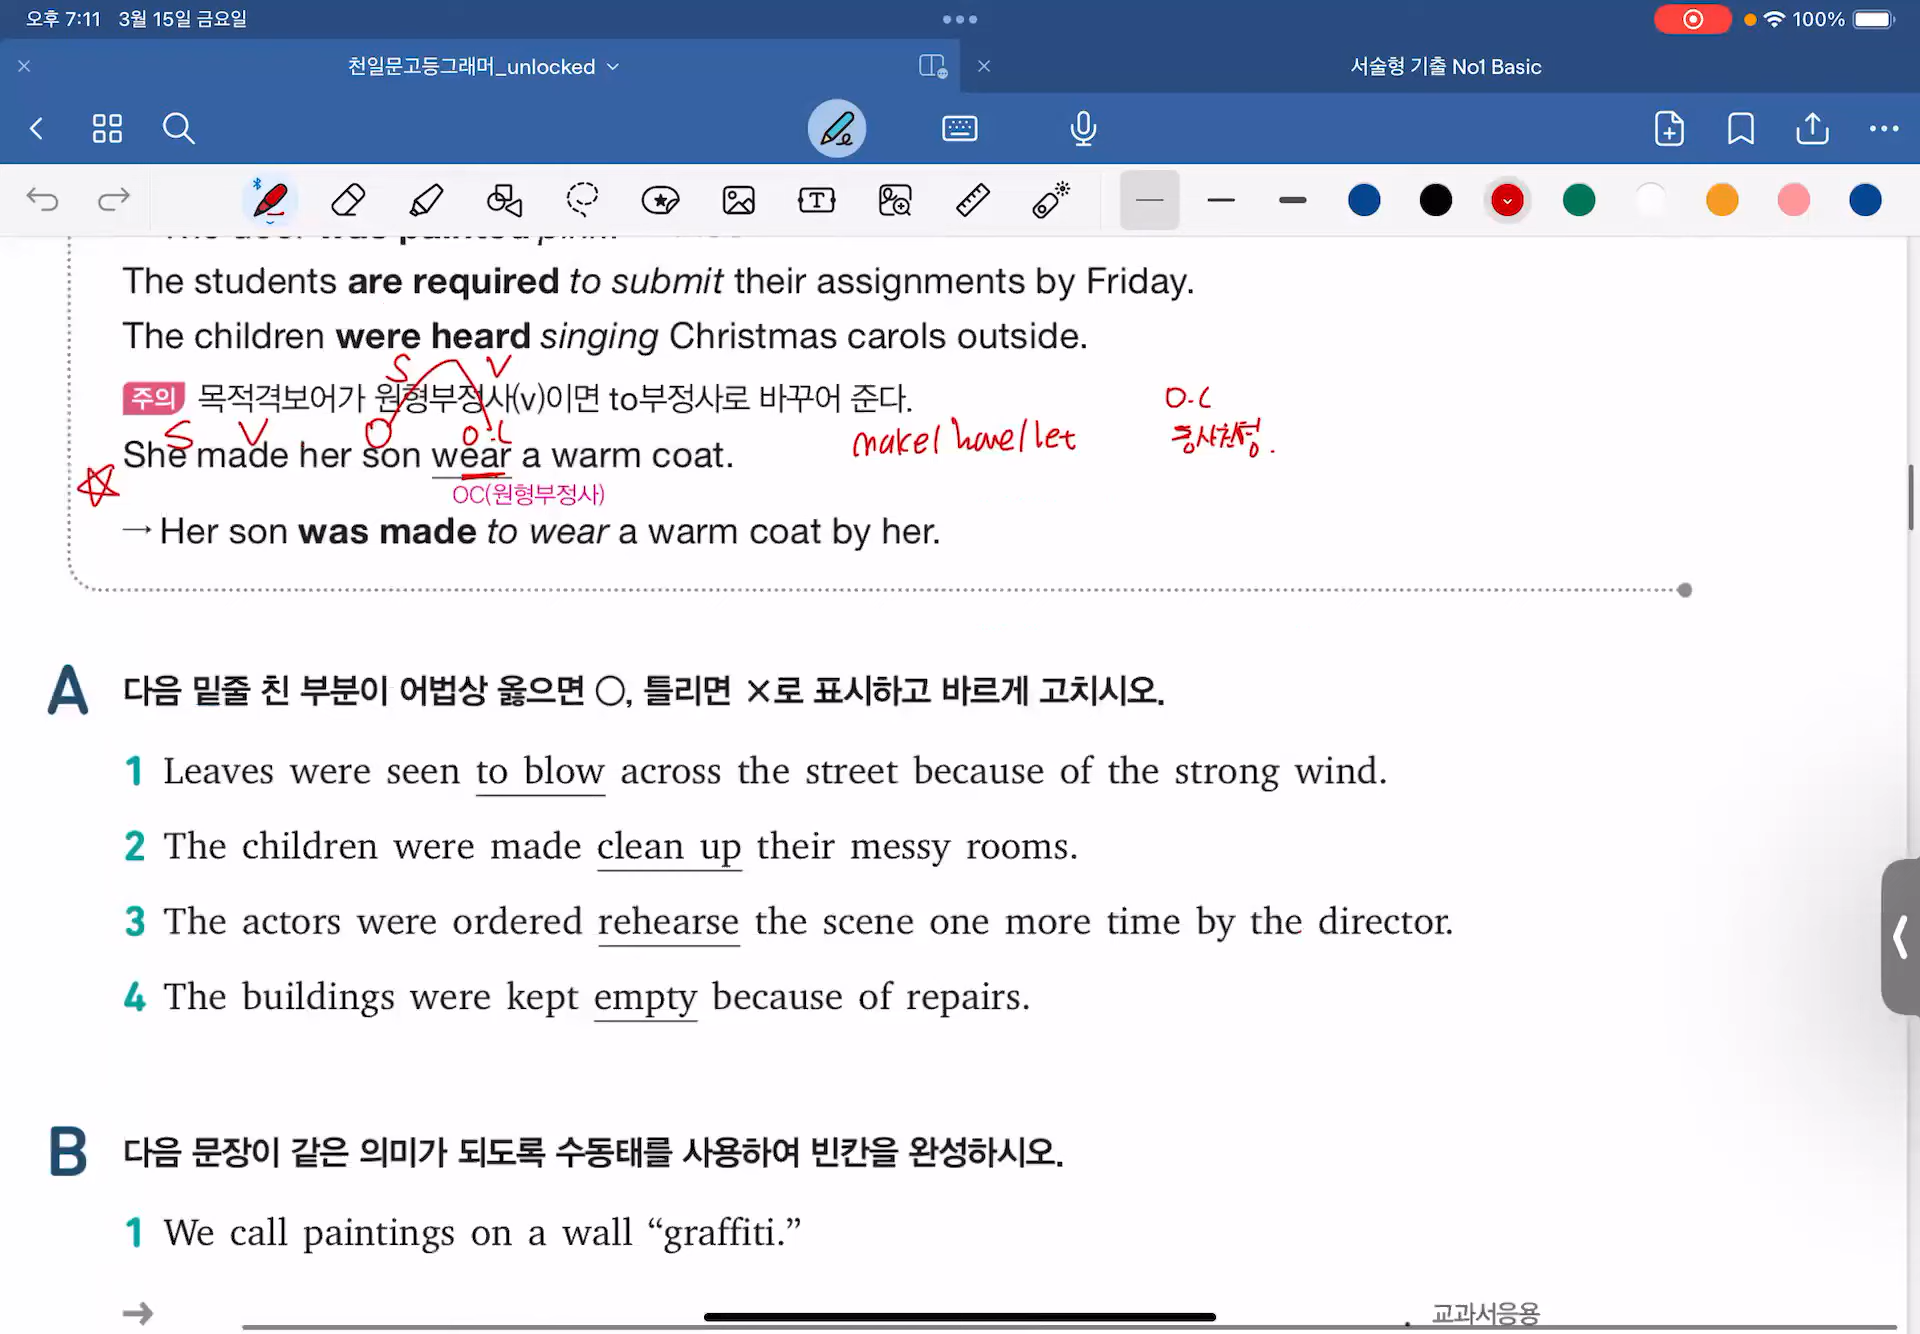 오후 7:11 3월 15일 금요일
100%
천일문고등그래머_unlocked
서술형 기출 No1 Basic
The students are required to submit their assignments by Friday.
The children were heard singing Christmas carols outside.
S V
주의 목적격보어가 원형부정사(v)이면 to부정사로 바꾸어 준다.
O.C
S V O O.C
make/have/let
She made her son wear a warm coat.
OC(원형부정사)
→ Her son was made to wear a warm coat by her.
A 다음 밑줄 친 부분이 어법상 옳으면 ○, 틀리면 ×로 표시하고 바르게 고치시오.
1 Leaves were seen to blow across the street because of the strong wind.
2 The children were made clean up their messy rooms.
3 The actors were ordered rehearse the scene one more time by the director.
4 The buildings were kept empty because of repairs.
B 다음 문장이 같은 의미가 되도록 수동태를 사용하여 빈칸을 완성하시오.
1 We call paintings on a wall “graffiti.”
→ . 교과서응용